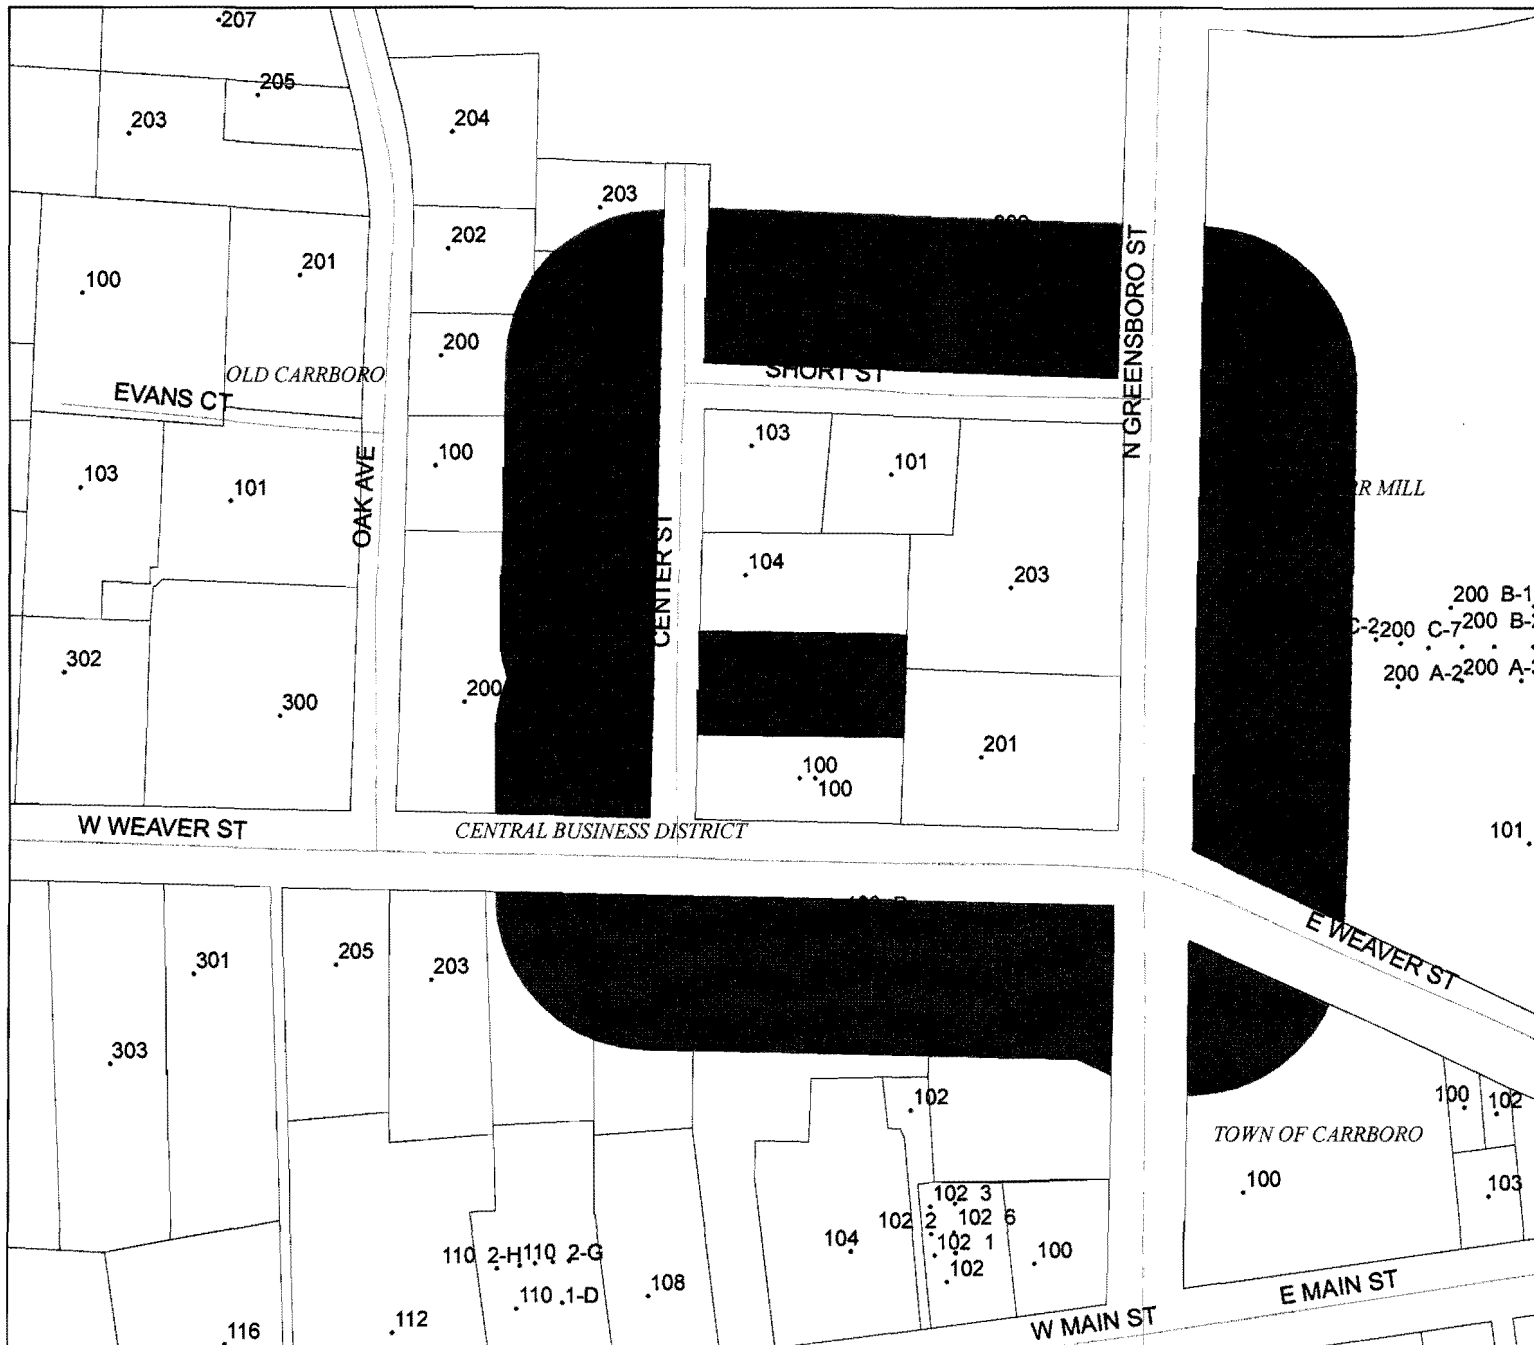 207
205
203
204
203
202
201
100
200
OLD CARRBORO
EVANS CT
SHORT ST
N GREENSBORO ST
103
101
100
OAK AVE
103
101
CENTER ST
104
203
RR MILL
200 B-1
C-2
200 C-7
200 B-
200 A-2
200 A-
302
300
200
201
100
100
W WEAVER ST
CENTRAL BUSINESS DISTRICT
101
E WEAVER ST
301
205
203
303
102
100
102
TOWN OF CARRBORO
100
103
102 3
102 2
102 6
102 1
102
104
100
110 2-H
110 2-G
110 1-D
108
112
116
W MAIN ST
E MAIN ST